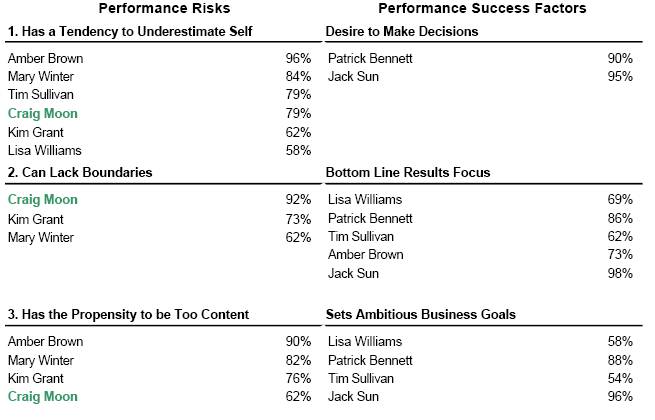 Performance Risks Performance Success Factors
1. Has a Tendency to Underestimate Self Desire to Make Decisions
Amber Brown 96% Patrick Bennett 90%
Mary Winter 84% Jack Sun 95%
Tim Sullivan 79%
Craig Moon 79%
Kim Grant 62%
Lisa Williams 58%
2. Can Lack Boundaries Bottom Line Results Focus
Craig Moon 92% Lisa Williams 69%
Kim Grant 73% Patrick Bennett 86%
Mary Winter 62% Tim Sullivan 62%
Amber Brown 73%
Jack Sun 98%
3. Has the Propensity to be Too Content Sets Ambitious Business Goals
Amber Brown 90% Lisa Williams 58%
Mary Winter 82% Patrick Bennett 88%
Kim Grant 76% Tim Sullivan 54%
Craig Moon 62% Jack Sun 96%